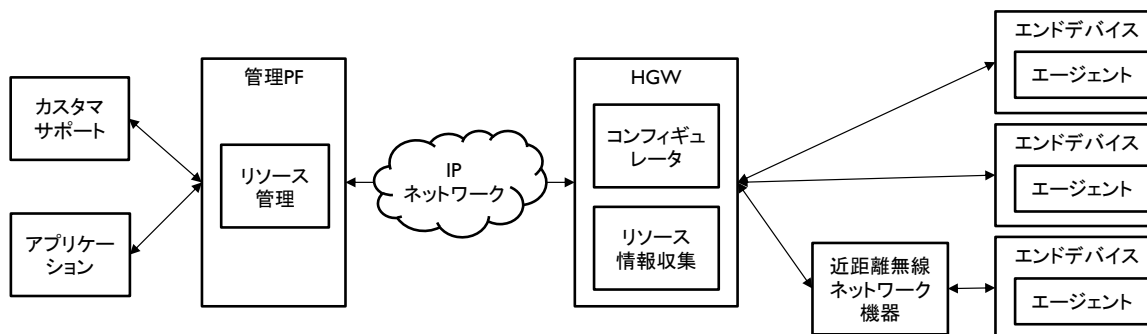 カスタマ
サポート
アプリケー
ション
管理PF
リソース
管理
IP
ネットワーク
HGW
コンフィギュ
レータ
リソース
情報収集
近距離無線
ネットワーク
機器
エンドデバイス
エージェント
エンドデバイス
エージェント
エンドデバイス
エージェント